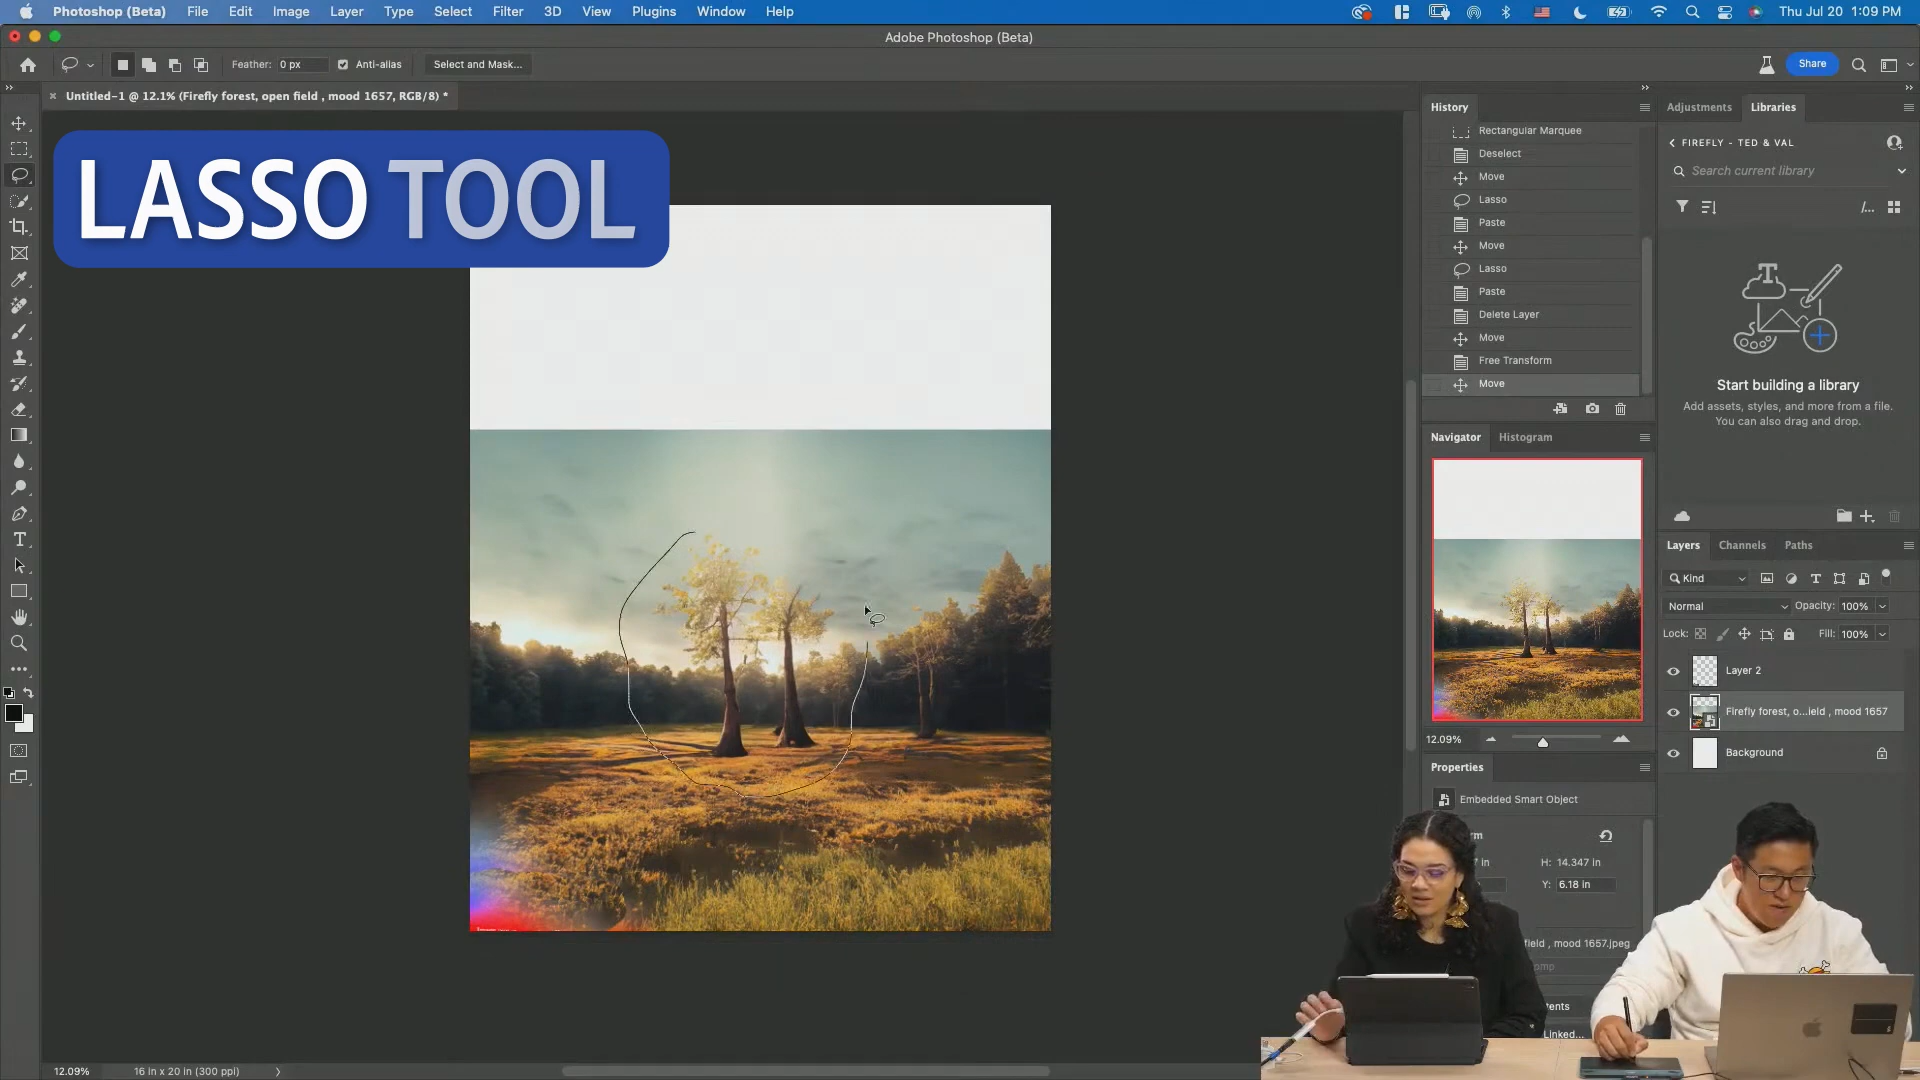 Photoshop (Beta) File Edit Image Layer Type Select Filter 3D View Plugins Window Help Thu Jul 20 1:09 PM
Adobe Photoshop (Beta)
Feather: 0 px Anti-alias Select and Mask... Share
Untitled-1 @ 12.1% (Firefly forest, open field , mood 1657, RGB/8) *
LASSO TOOL
History
Rectangular Marquee
Deselect
Move
Lasso
Paste
Move
Lasso
Paste
Delete Layer
Move
Free Transform
Move
Navigator Histogram
12.09%
Properties
Embedded Smart Object
H: 14.347 in
Y: 6.18 in
field , mood 1657.jpeg
Adjustments Libraries
FIREFLY - TED & VAL
Search current library
/...
Start building a library
Add assets, styles, and more from a file.
You can also drag and drop.
Layers Channels Paths
Kind
Normal Opacity: 100%
Lock: Fill: 100%
Layer 2
Firefly forest, o...ield , mood 1657
Background
Linked...
12.09% 16 in x 20 in (300 ppi)